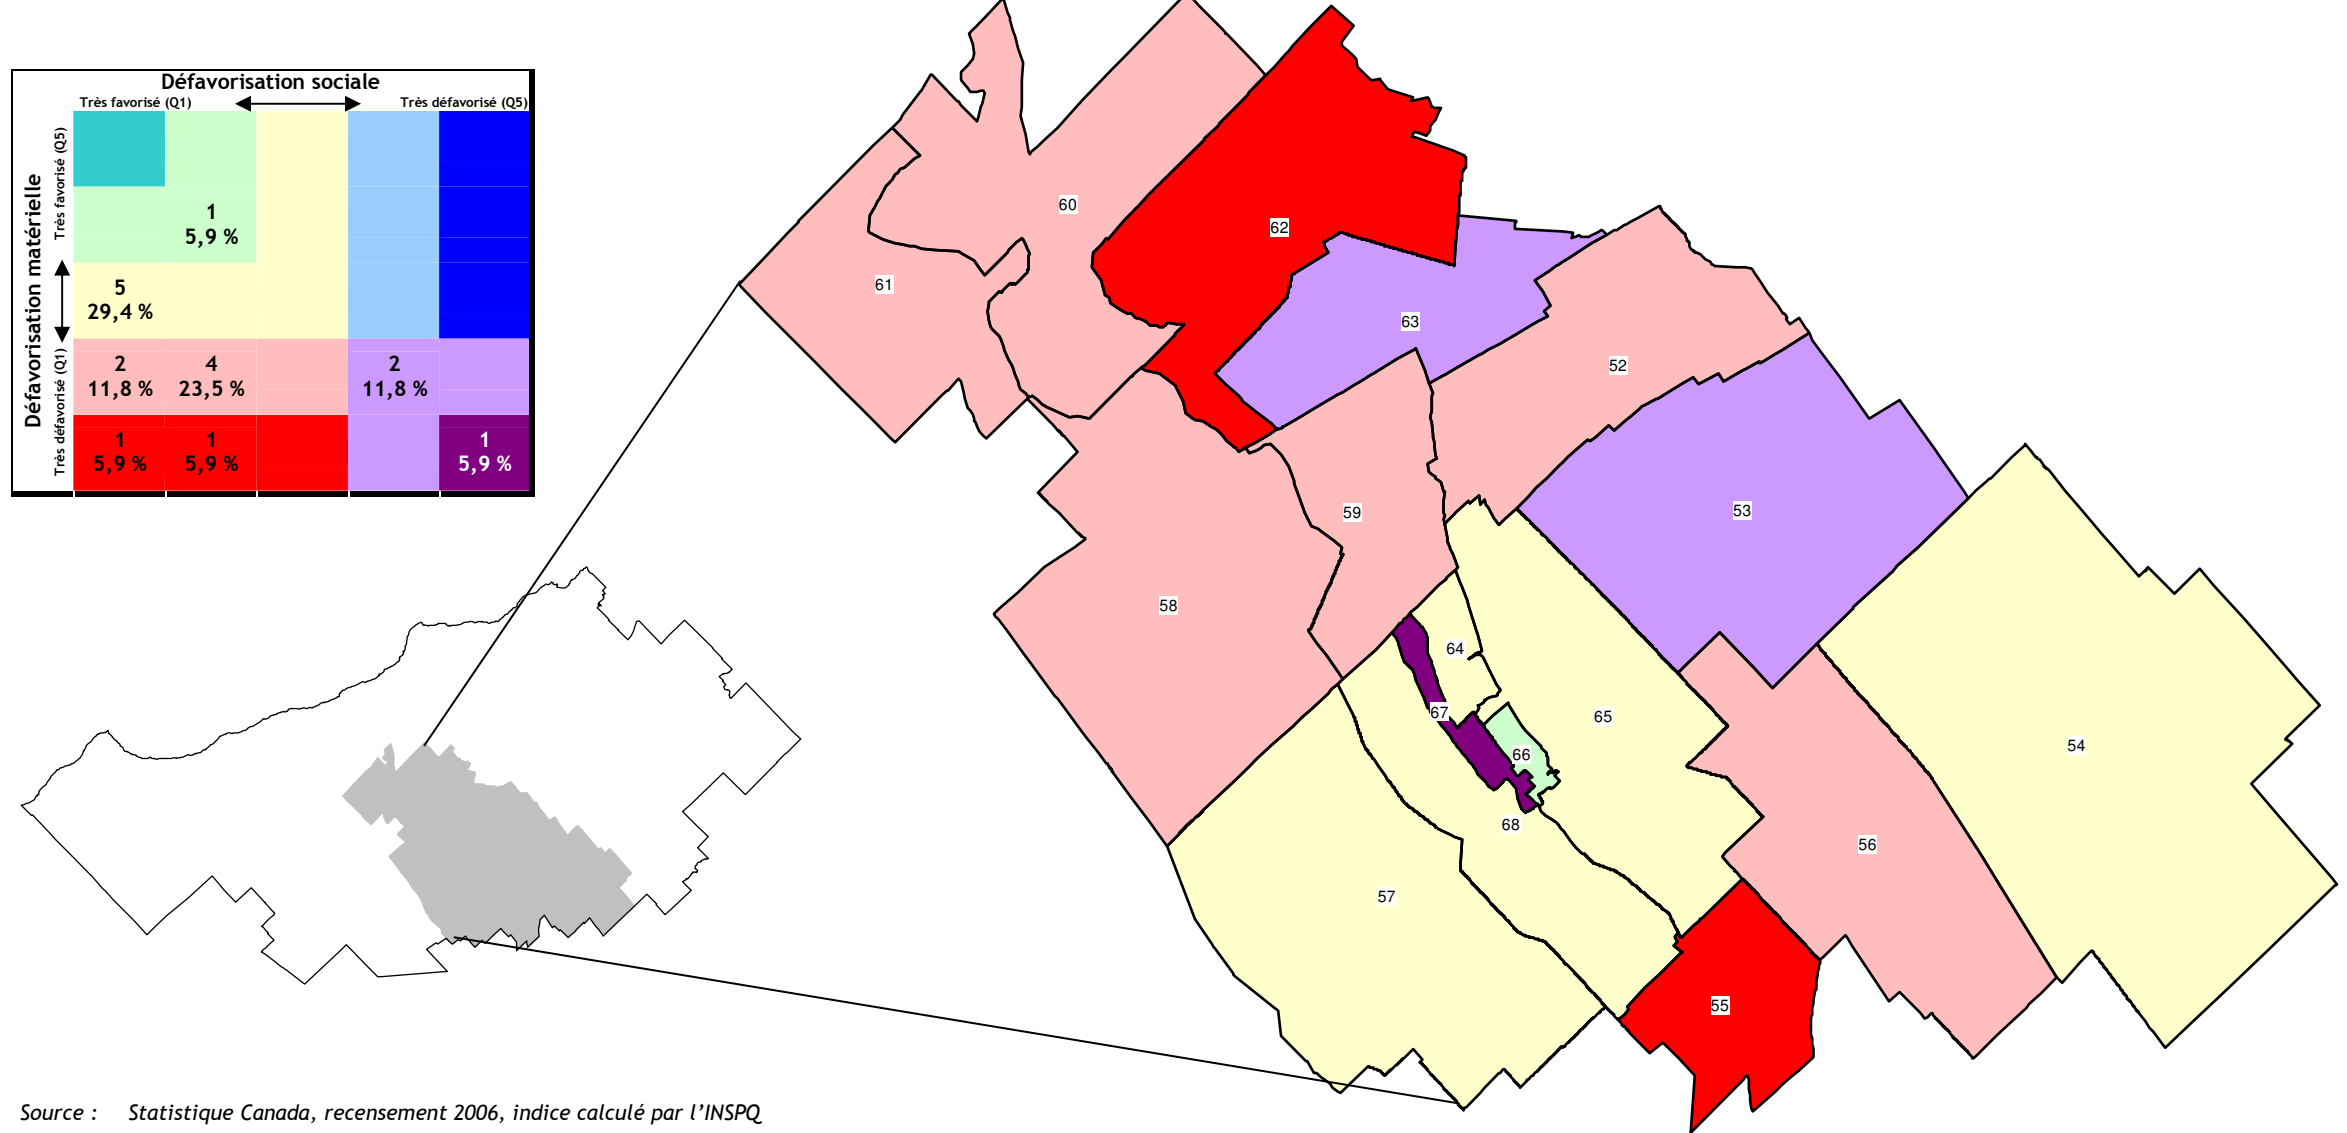 Défavorisation sociale
Très favorisé (Q1) Très défavorisé (Q5)
Défavorisation matérielle
Très favorisé (Q5)
Très défavorisé (Q1)
1
5,9 %
5
29,4 %
2 4 2
11,8 % 23,5 % 11,8 %
1 1 1
5,9 % 5,9 % 5,9 %
60
62
61
63
52
53
59
58
64
67
65
66
54
68
56
57
55
Source : Statistique Canada, recensement 2006, indice calculé par l’INSPQ